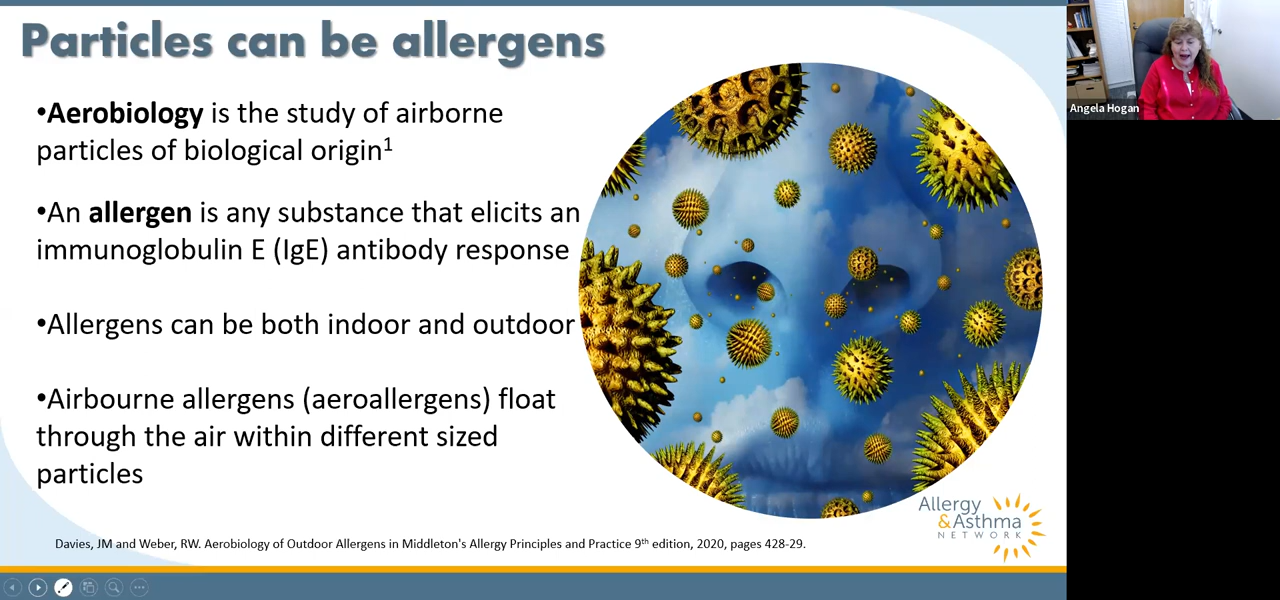 Particles can be allergens
•Aerobiology is the study of airborne
particles of biological origin1
•An allergen is any substance that elicits an
immunoglobulin E (IgE) antibody response
•Allergens can be both indoor and outdoor
•Airbourne allergens (aeroallergens) float
through the air within different sized
particles
Davies, JM and Weber, RW. Aerobiology of Outdoor Allergens in Middleton's Allergy Principles and Practice 9th edition, 2020, pages 428-29.
Allergy
&Asthma
NETWORK
Angela Hogan